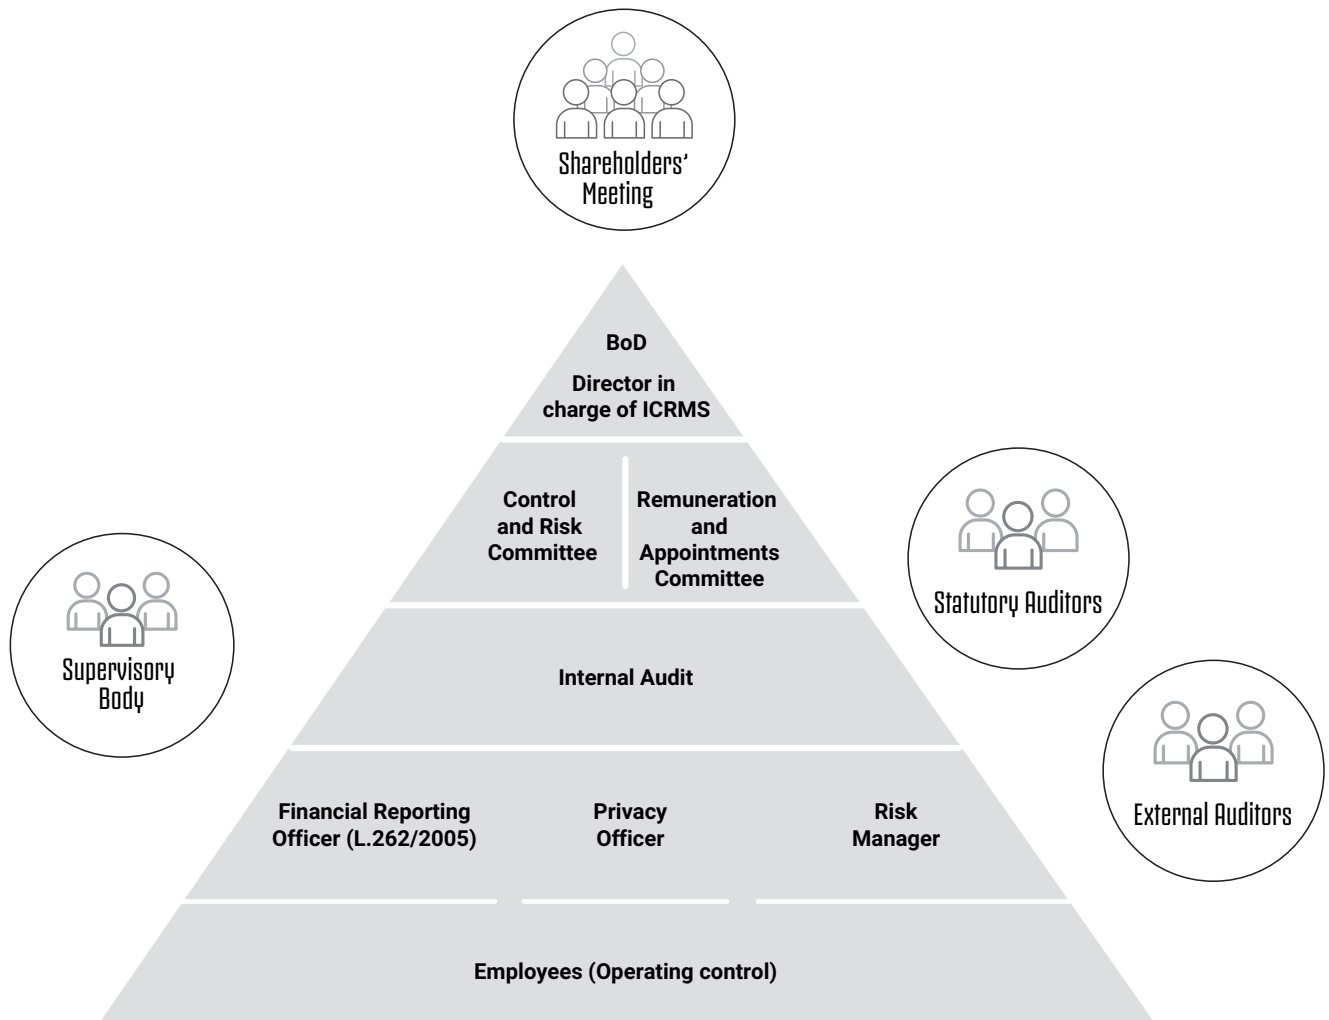 Shareholders'
Meeting
BoD
Director in
charge of ICRMS
Control
and Risk
Committee
Remuneration
and
Appointments
Committee
Statutory Auditors
Supervisory
Body
Internal Audit
External Auditors
Financial Reporting
Officer (L.262/2005)
Privacy
Officer
Risk
Manager
Employees (Operating control)